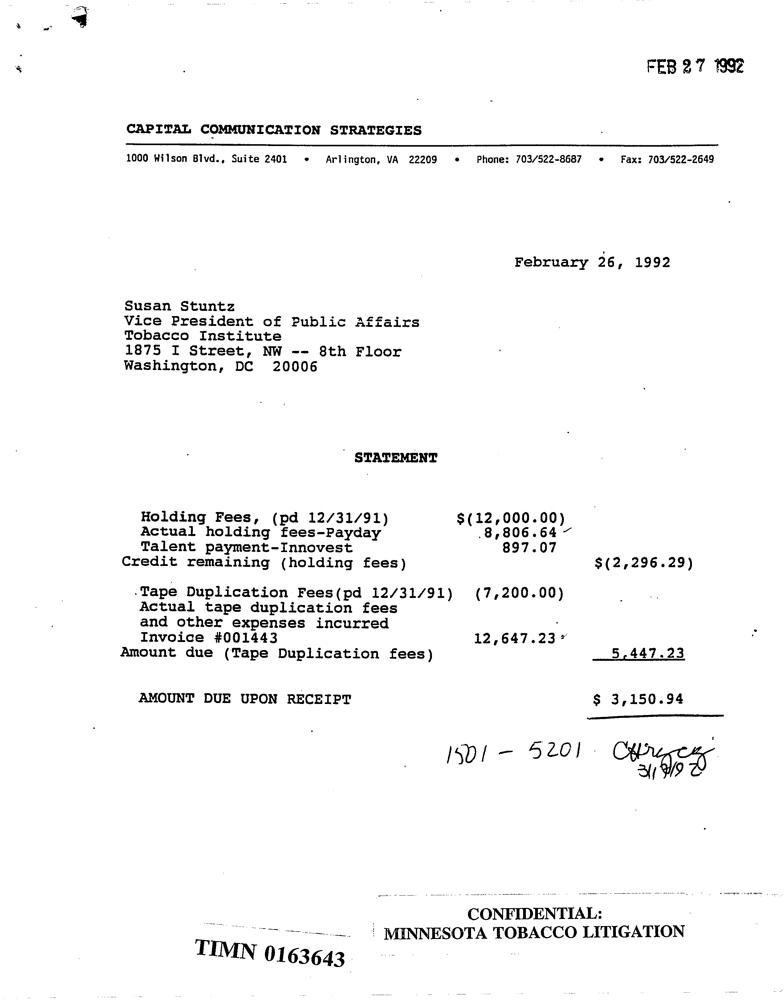 FEB 27 1992
CAPITAL COMMUNICATION STRATEGIES
1000 Wilson Blvd., Suite 2401 • Arlington, VA 22209 • Phone: 703/522-8687 • Fax: 703/522-2649
February 26, 1992
Susan Stuntz
Vice President of Public Affairs
Tobacco Institute
1875 I Street, NW -- 8th Floor
Washington, DC 20006
STATEMENT
Holding Fees, (pd 12/31/91) $(12,000.00)
Actual holding fees-Payday 8,806.64
Talent payment-Innovest 897.07
Credit remaining (holding fees) $(2,296.29)
Tape Duplication Fees(pd 12/31/91) (7,200.00)
Actual tape duplication fees
and other expenses incurred
Invoice #001443 12,647.23
Amount due (Tape Duplication fees) 5,447.23
AMOUNT DUE UPON RECEIPT $ 3,150.94
1501 - 5201
CONFIDENTIAL:
MINNESOTA TOBACCO LITIGATION
TIMN 0163643